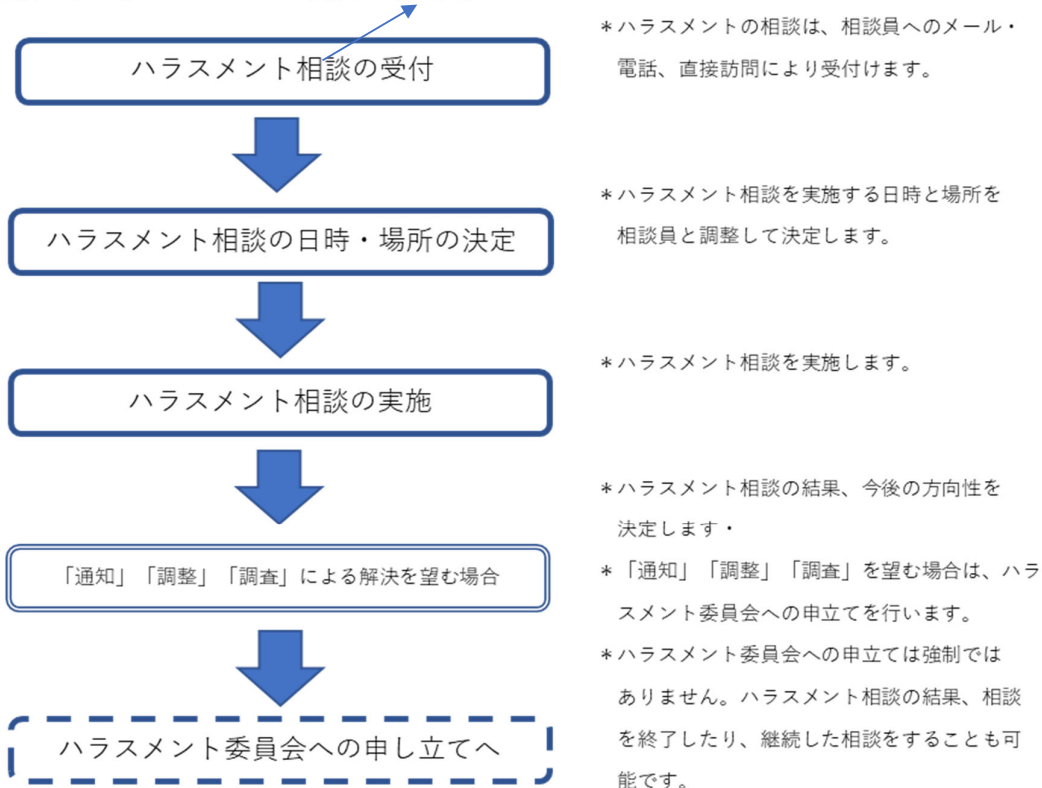 ハラスメント相談の受付
＊ハラスメントの相談は、相談員へのメール・
電話、直接訪問により受付けます。
ハラスメント相談の日時・場所の決定
＊ハラスメント相談を実施する日時と場所を
相談員と調整して決定します。
ハラスメント相談の実施
＊ハラスメント相談を実施します。
「通知」「調整」「調査」による解決を望む場合
＊ハラスメント相談の結果、今後の方向性を
決定します・
＊「通知」「調整」「調査」を望む場合は、ハラ
スメント委員会への申立てを行います。
＊ハラスメント委員会への申立ては強制では
ありません。ハラスメント相談の結果、相談
を終了したり、継続した相談をすることも可
能です。
ハラスメント委員会への申し立てへ